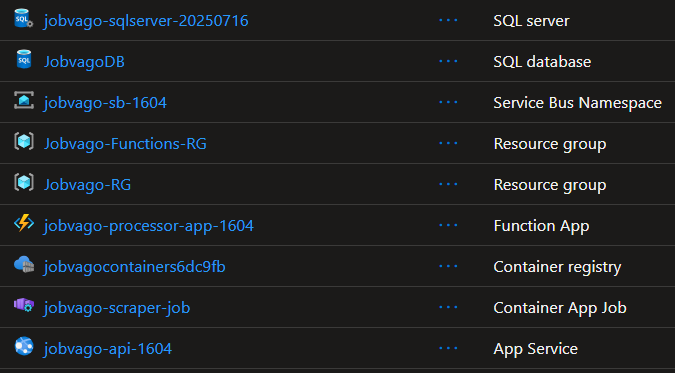 jobvago-sqlserver-20250716 ... SQL server
JobvagoDB ... SQL database
jobvago-sb-1604 ... Service Bus Namespace
Jobvago-Functions-RG ... Resource group
Jobvago-RG ... Resource group
jobvago-processor-app-1604 ... Function App
jobvagocontainers6dc9fb ... Container registry
jobvago-scraper-job ... Container App Job
jobvago-api-1604 ... App Service